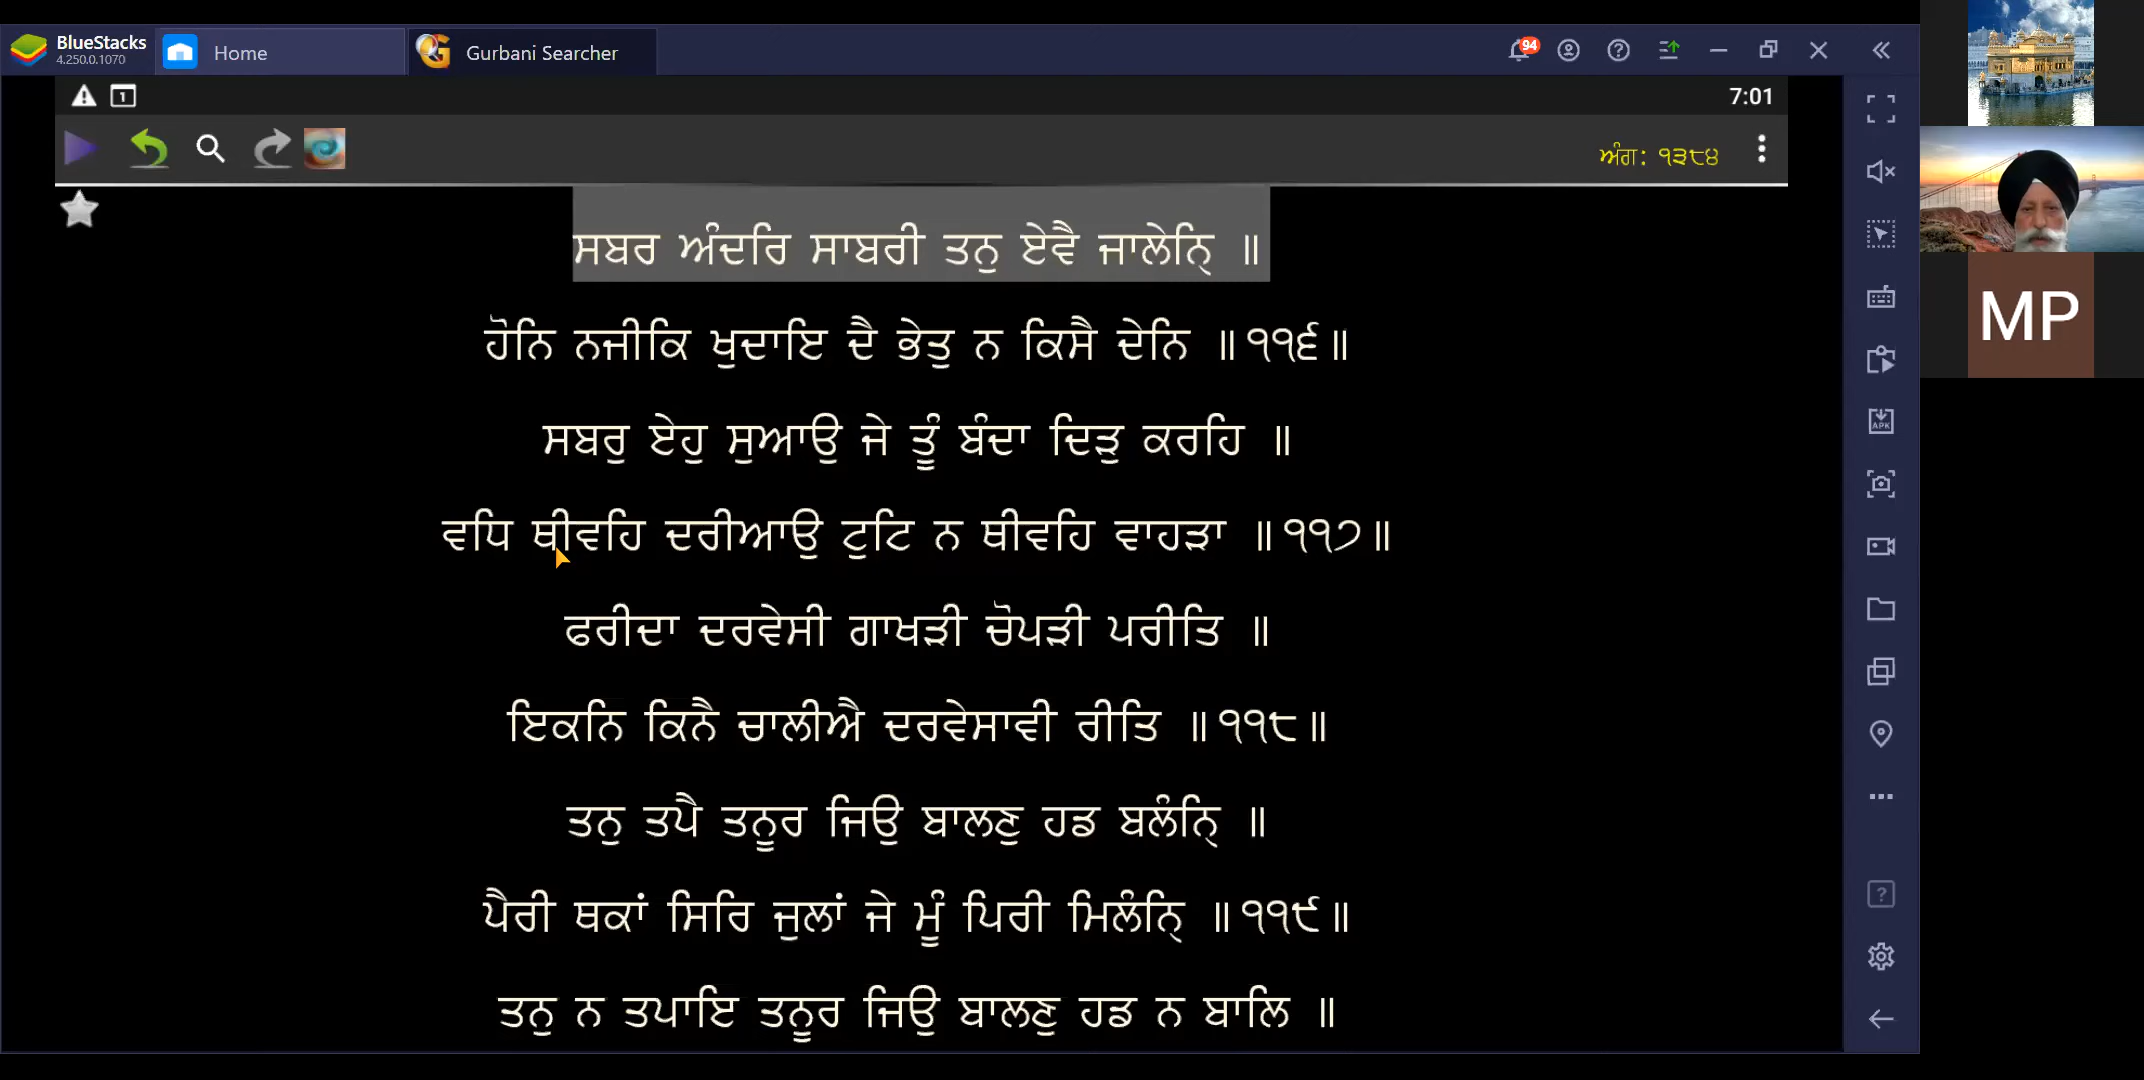 BlueStacks
4.250.0.1070
Home
Gurbani Searcher
94
1
7:01
ਅੰਗ: ੧੩੮੪
ਸਬਰ ਅੰਦਰਿ ਸਾਬਰੀ ਤਨੁ ਏਵੈ ਜਾਲੇਨ੍ਹਿ ॥
ਹੋਨਿ ਨਜੀਕਿ ਖੁਦਾਇ ਦੈ ਭੇਤੁ ਨ ਕਿਸੈ ਦੇਨਿ ॥੧੧੬॥
ਸਬਰੁ ਏਹੁ ਸੁਆਉ ਜੇ ਤੂੰ ਬੰਦਾ ਦਿੜੁ ਕਰਹਿ ॥
ਵਧਿ ਥੀਵਹਿ ਦਰੀਆਉ ਟੁਟਿ ਨ ਥੀਵਹਿ ਵਾਹੜਾ ॥੧੧੭॥
ਫਰੀਦਾ ਦਰਵੇਸੀ ਗਾਖੜੀ ਚੋਪੜੀ ਪਰੀਤਿ ॥
ਇਕਨਿ ਕਿਨੈ ਚਾਲੀਐ ਦਰਵੇਸਾਵੀ ਰੀਤਿ ॥੧੧੮॥
ਤਨੁ ਤਪੈ ਤਨੂਰ ਜਿਉ ਬਾਲਣੁ ਹਡ ਬਲੰਨ੍ਹਿ ॥
ਪੈਰੀ ਥਕਾਂ ਸਿਰਿ ਜੁਲਾਂ ਜੇ ਮੂੰ ਪਿਰੀ ਮਿਲੰਨ੍ਹਿ ॥੧੧੯॥
ਤਨੁ ਨ ਤਪਾਇ ਤਨੂਰ ਜਿਉ ਬਾਲਣੁ ਹਡ ਨ ਬਾਲਿ ॥
APK
MP